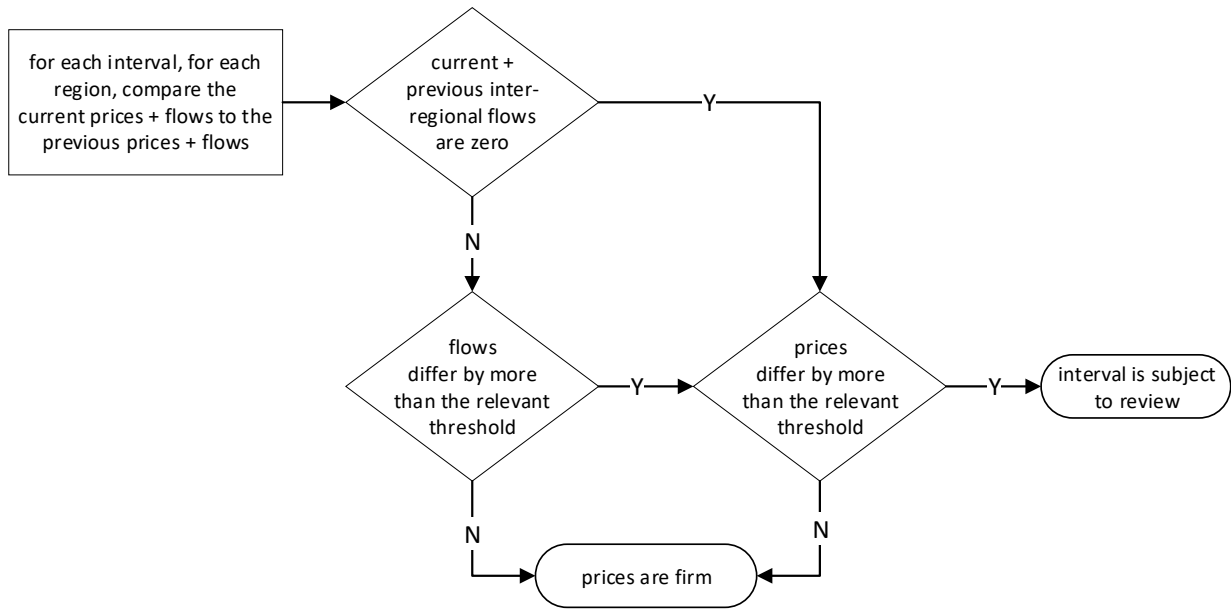 for each interval, for each
region, compare the
current prices + flows to the
previous prices + flows
current +
previous inter-
regional flows
are zero
Y
N
flows
differ by more
than the relevant
threshold
Y
prices
differ by more
than the relevant
threshold
Y
interval is subject
to review
N
N
prices are firm